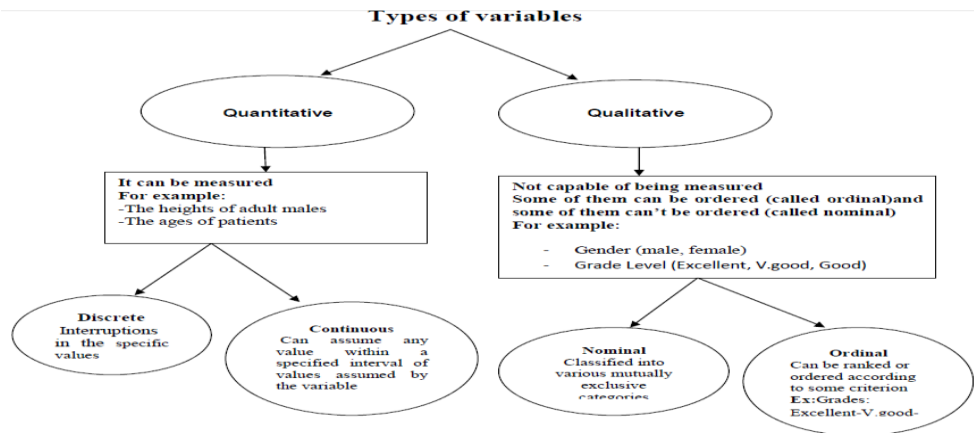 Types of variables
Quantitative
Qualitative
It can be measured
For example:
-The heights of adult males
-The ages of patients
Not capable of being measured
Some of them can be ordered (called ordinal)and
some of them can't be ordered (called nominal)
For example:
- Gender (male, female)
- Grade Level (Excellent, V.good, Good)
Discrete
Interruptions
in the specific
values
Continuous
Can assume any
value within a
specified interval of
values assumed by
the variable
Nominal
Classified into
various mutually
exclusive
categories
Ordinal
Can be ranked or
ordered according
to some criterion
Ex:Grades:
Excellent-V.good-